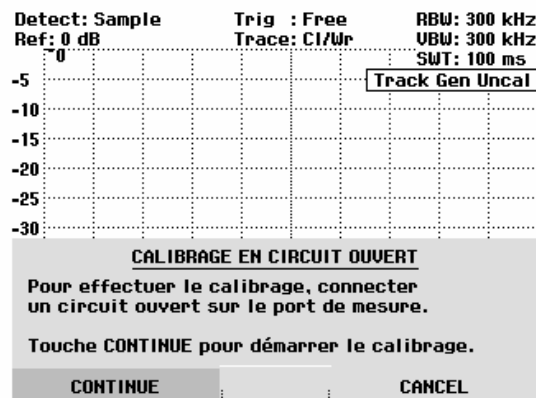 Detect: Sample Trig : Free RBW: 300 kHz
Ref: 0 dB Trace: Cl/Wr VBW: 300 kHz
0 SWT: 100 ms
-5 Track Gen Uncal
-10
-15
-20
-25
-30
CALIBRAGE EN CIRCUIT OUVERT
Pour effectuer le calibrage, connecter
un circuit ouvert sur le port de mesure.
Touche CONTINUE pour démarrer le calibrage.
CONTINUE CANCEL